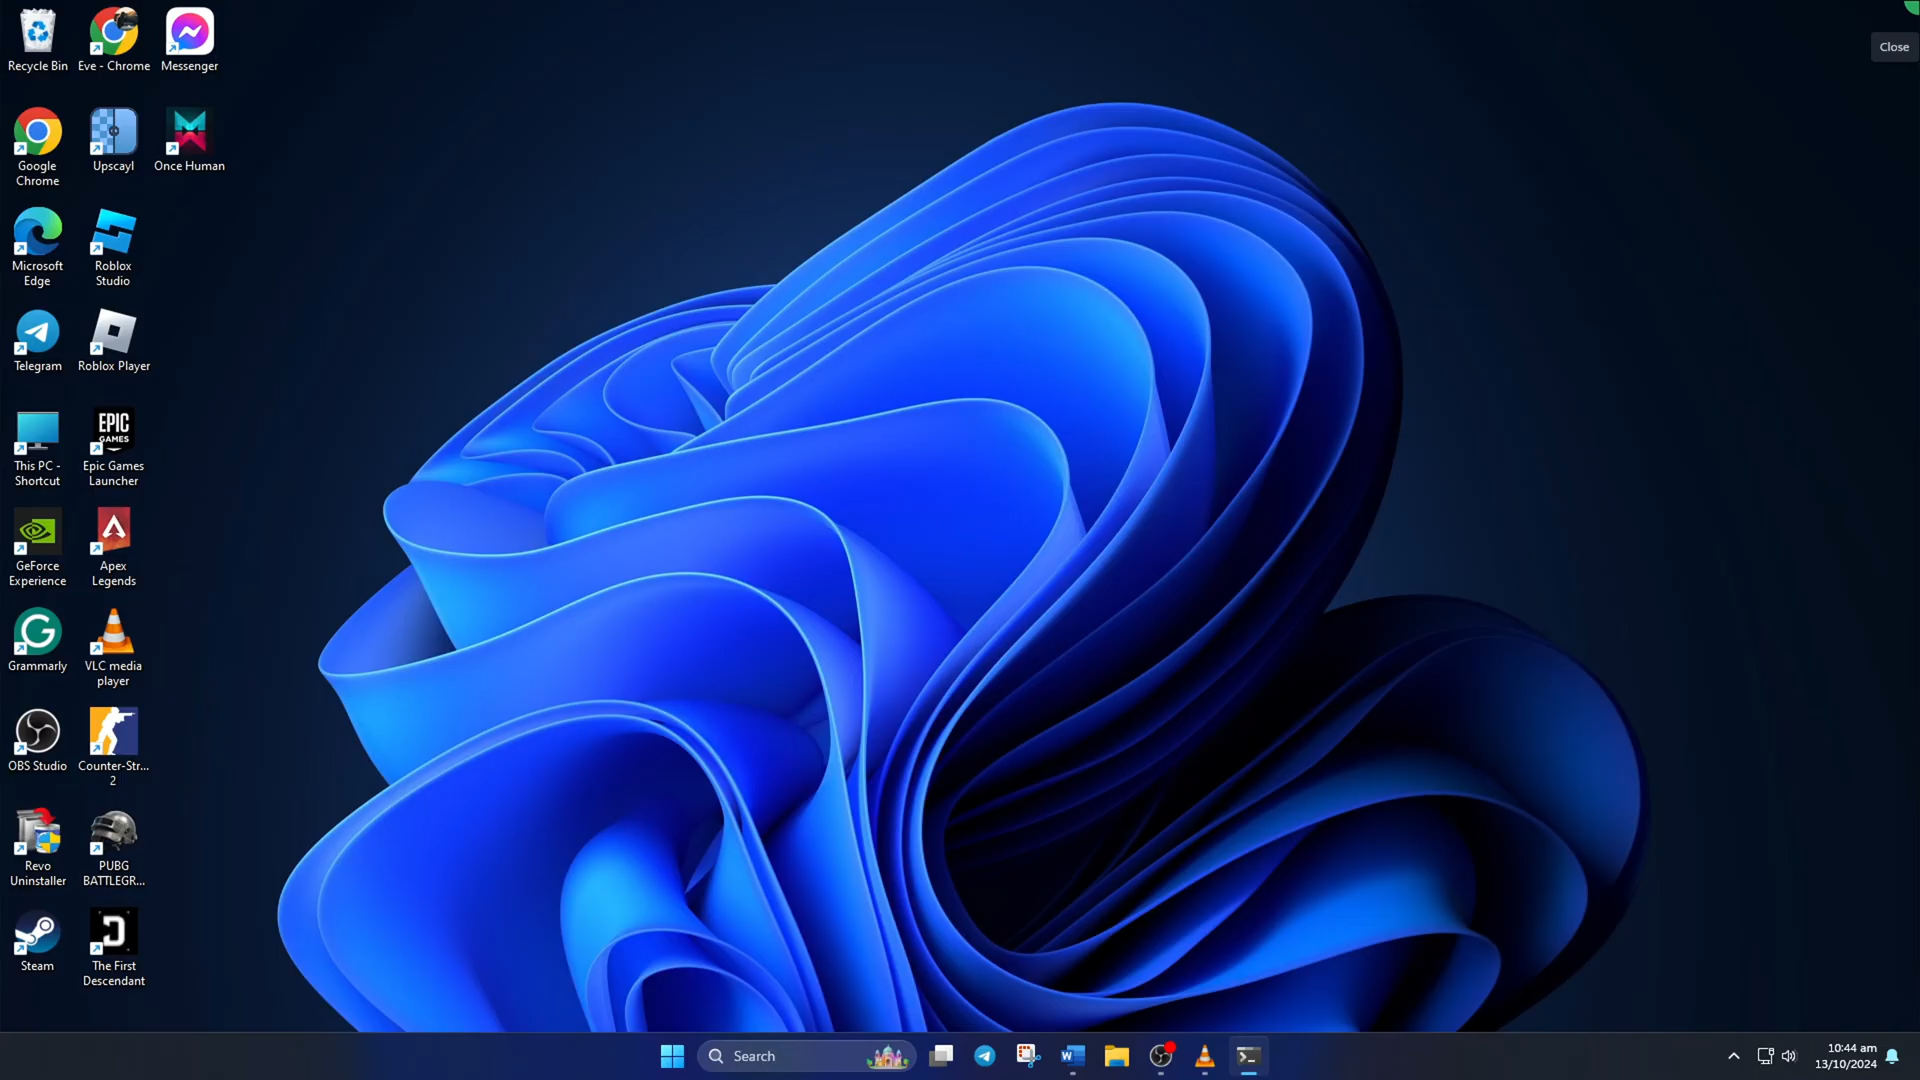 Recycle Bin
Eve - Chrome
Messenger
Close
Google
Chrome
Upscayl
Once Human
Microsoft
Edge
Roblox
Studio
Telegram
Roblox Player
EPIC
GAMES
This PC -
Shortcut
Epic Games
Launcher
GeForce
Experience
Apex
Legends
Grammarly
VLC media
player
OBS Studio
Counter-Str...
2
Revo
Uninstaller
PUBG
BATTLEGR...
Steam
The First
Descendant
Search
10:44 am
13/10/2024